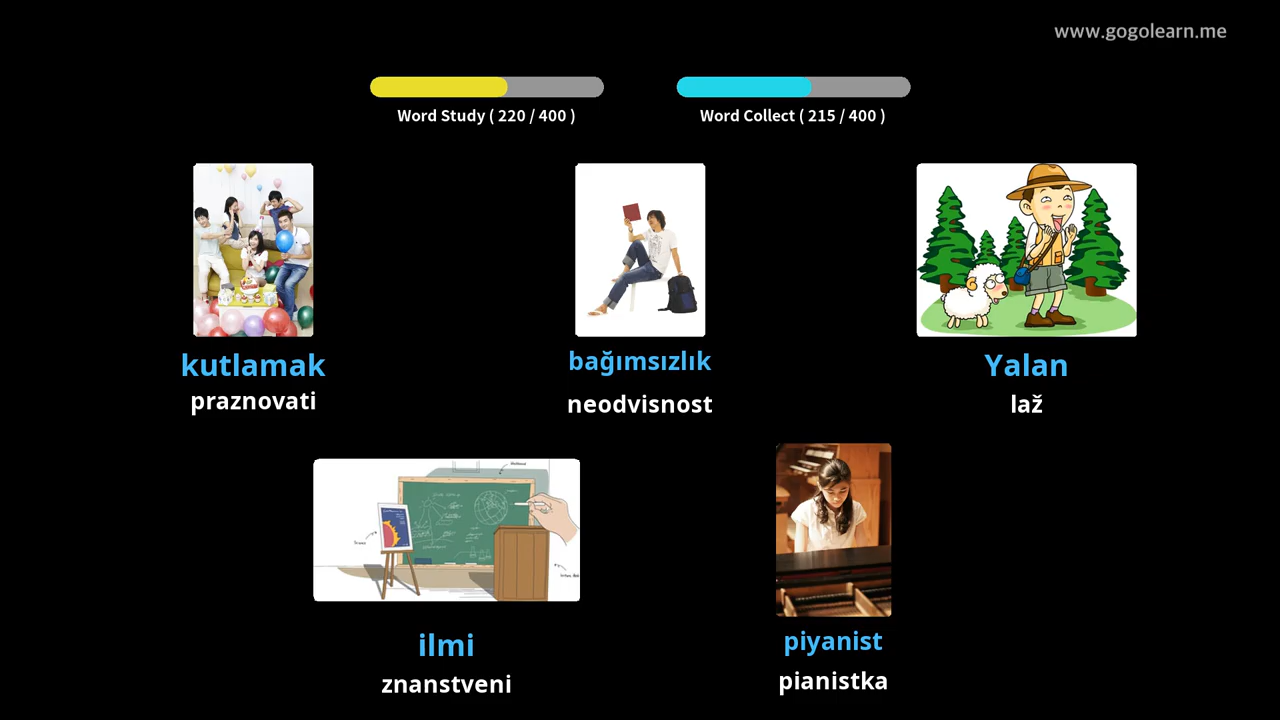 www.gogolearn.me
Word Study ( 220 / 400 )
Word Collect ( 215 / 400 )
kutlamak
praznovati
bağımsızlık
neodvisnost
Yalan
laž
ilmi
znanstveni
piyanist
pianistka